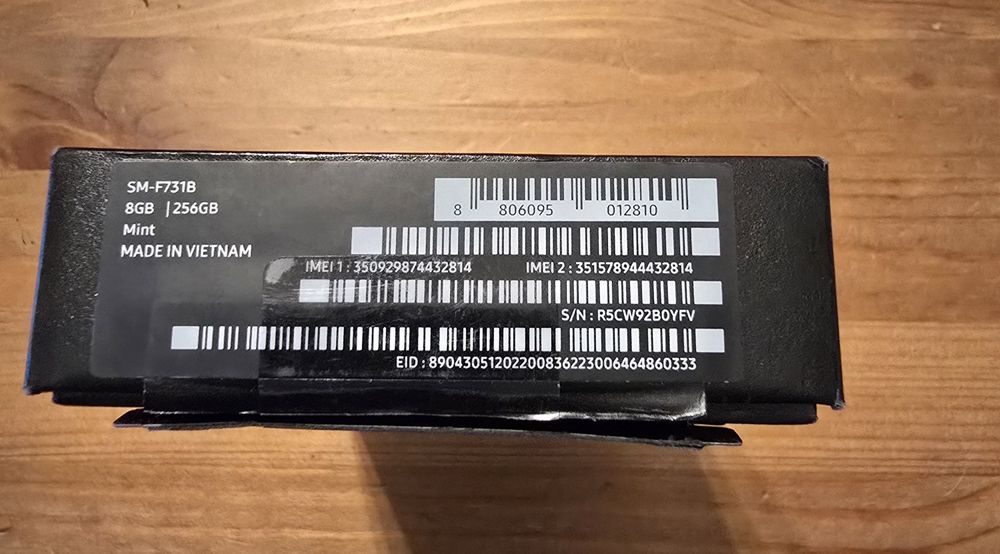 SM-F731B
8GB | 256GB
Mint
MADE IN VIETNAM
8 806095 012810
IMEI 1 : 350929874432814 IMEI 2 : 351578944432814
S/N : R5CW92B0YFV
EID : 89043051202200836223006464860333